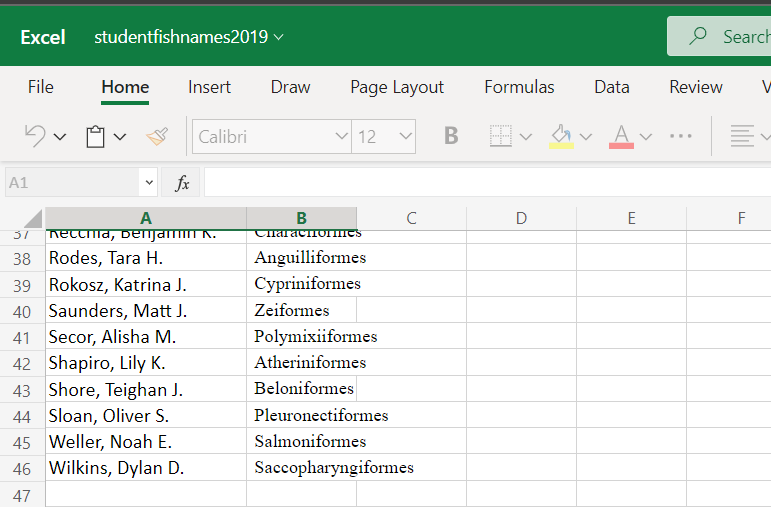 Excel studentfishnames2019 Search
File Home Insert Draw Page Layout Formulas Data Review V
Calibri 12 B A
A1 fx
A B C D E F
37 Recchia, Benjamin R. Characiformes
38 Rodes, Tara H. Anguilliformes
39 Rokosz, Katrina J. Cypriniformes
40 Saunders, Matt J. Zeiformes
41 Secor, Alisha M. Polymixiiformes
42 Shapiro, Lily K. Atheriniformes
43 Shore, Teighan J. Beloniformes
44 Sloan, Oliver S. Pleuronectiformes
45 Weller, Noah E. Salmoniformes
46 Wilkins, Dylan D. Saccopharyngiformes
47